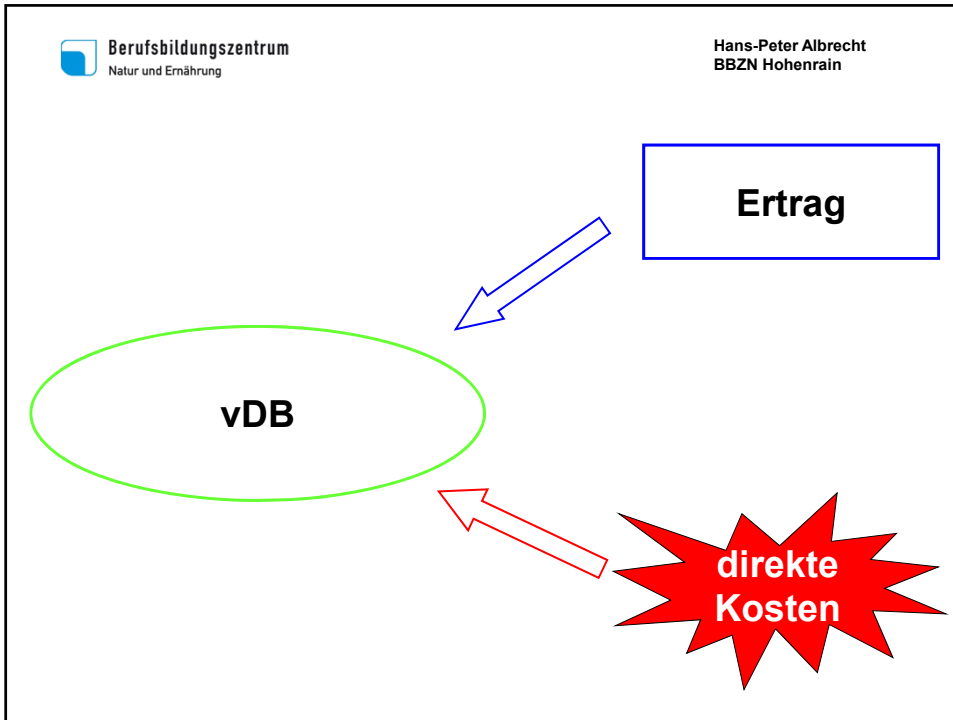 Berufsbildungszentrum
Natur und Ernährung
Hans-Peter Albrecht
BBZN Hohenrain
Ertrag
vDB
direkte
Kosten